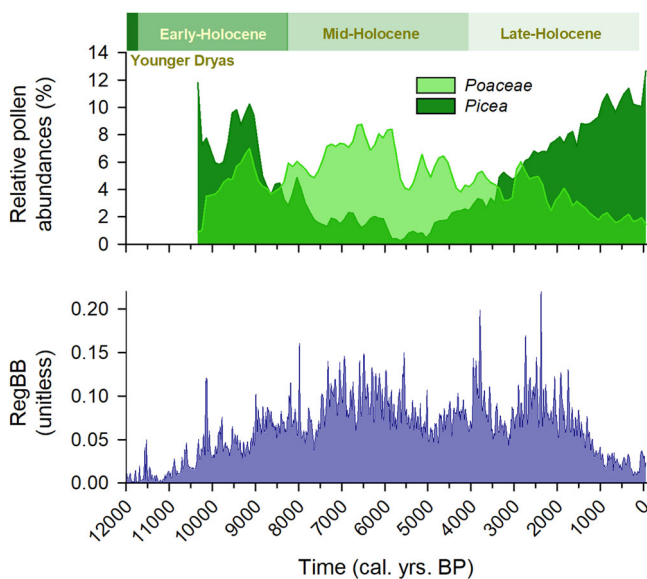 Early-Holocene Mid-Holocene Late-Holocene
Younger Dryas
Relative pollen
abundances (%)
14
12
10
8
6
4
2
0
Poaceae
Picea
RegBB
(unitless)
0.20
0.15
0.10
0.05
0.00
12000 11000 10000 9000 8000 7000 6000 5000 4000 3000 2000 1000 0
Time (cal. yrs. BP)